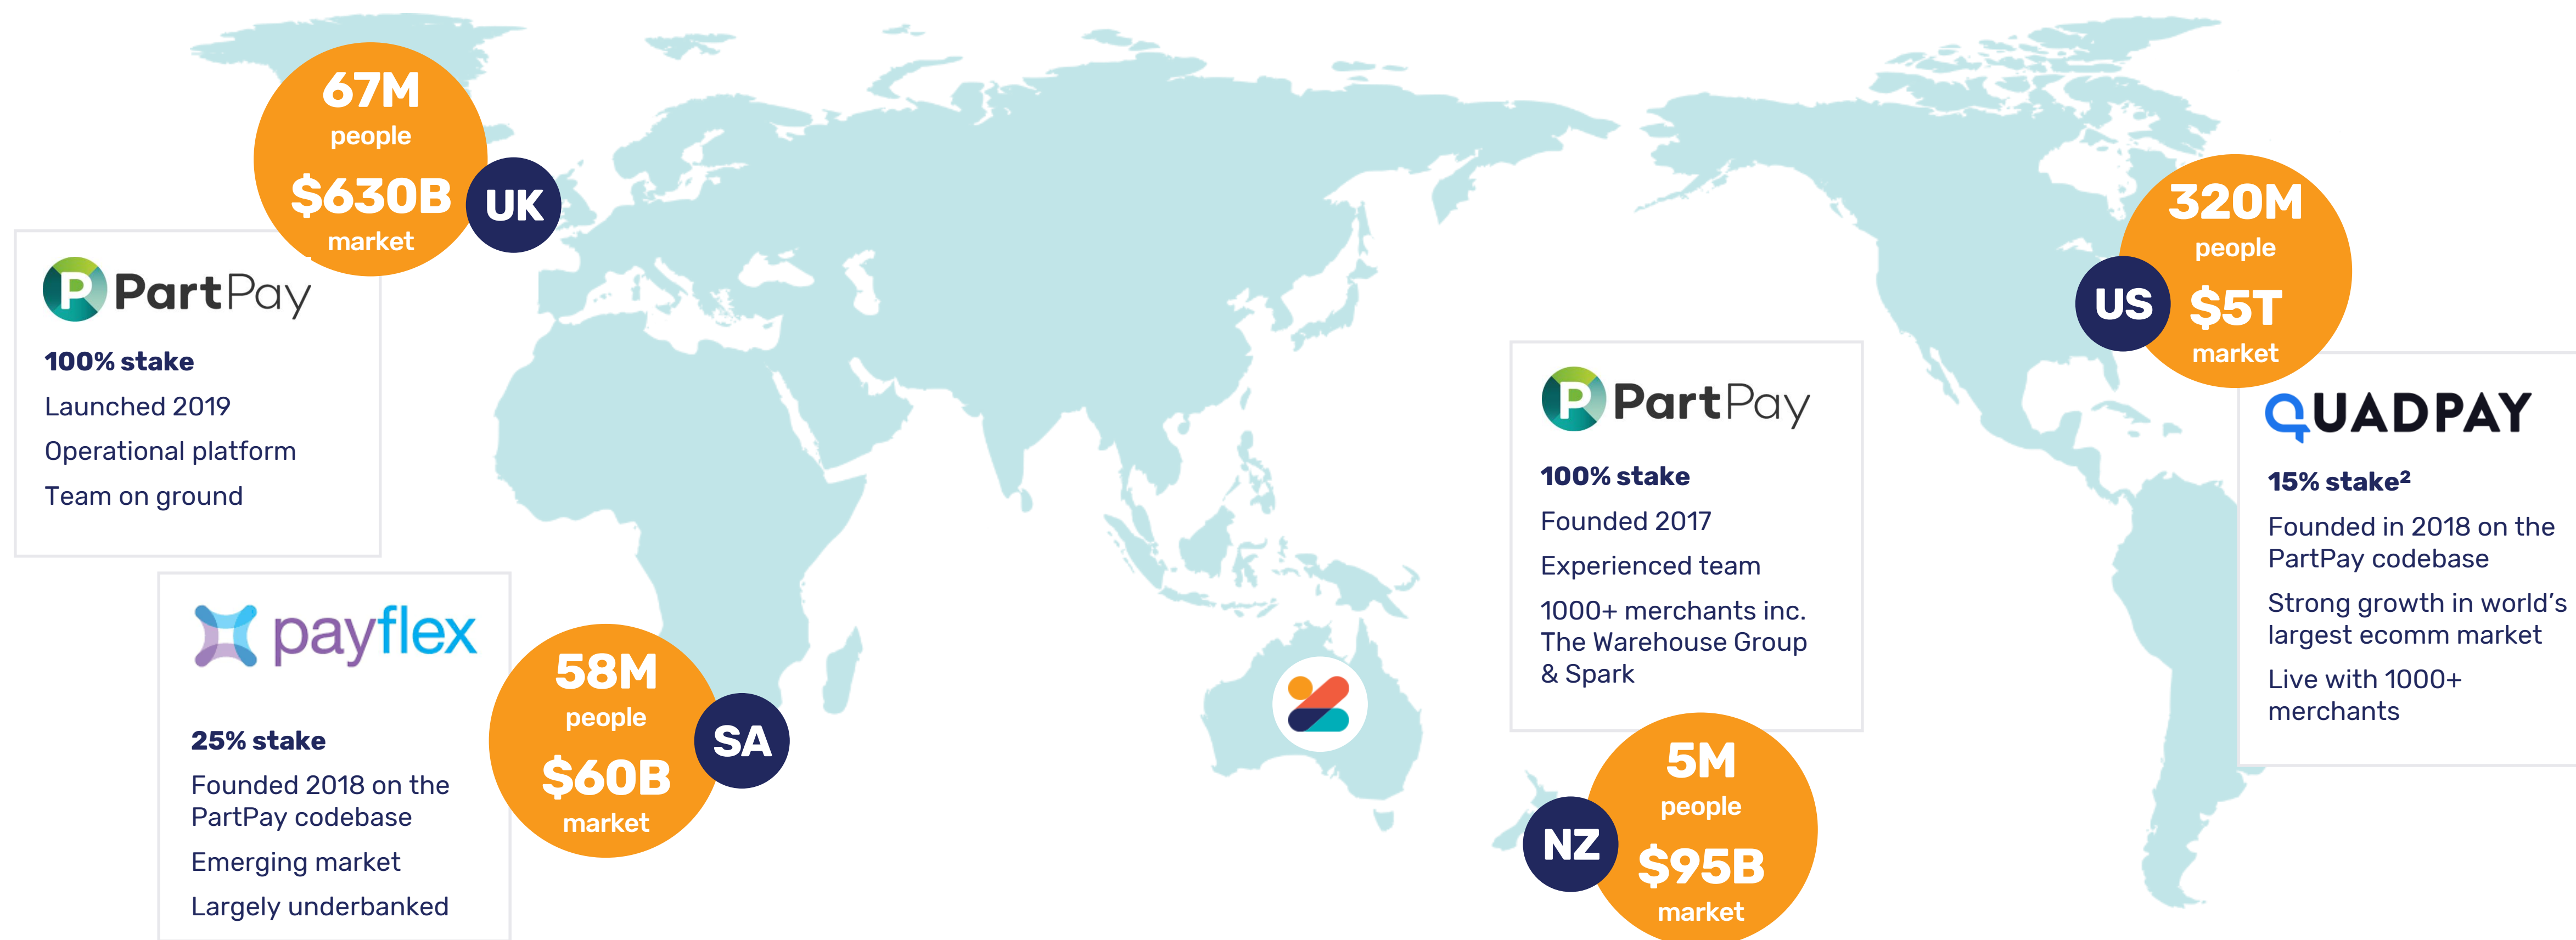 67M
people
$630B
market
UK
PartPay
100% stake
Launched 2019
Operational platform
Team on ground
payflex
25% stake
Founded 2018 on the
PartPay codebase
Emerging market
Largely underbanked
58M
people
$60B
market
SA
PartPay
100% stake
Founded 2017
Experienced team
1000+ merchants inc.
The Warehouse Group
& Spark
5M
people
$95B
market
NZ
320M
people
$5T
market
US
QUADPAY
15% stake²
Founded in 2018 on the
PartPay codebase
Strong growth in world’s
largest ecomm market
Live with 1000+
merchants